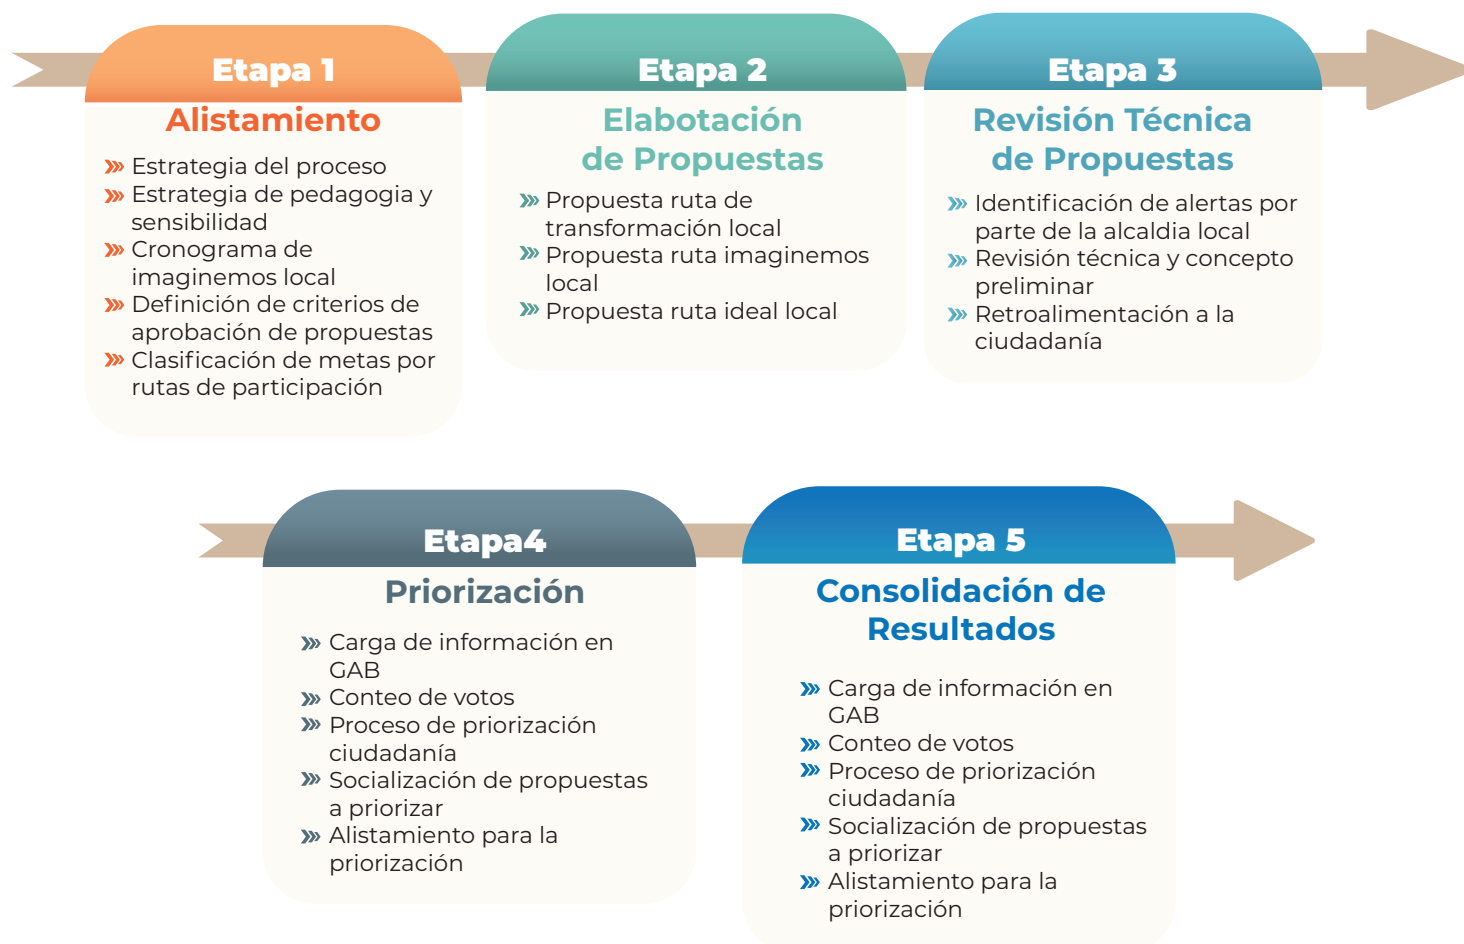 Etapa 1
Alistamiento
Estrategia del proceso
Estrategia de pedagogia y
sensibilidad
Cronograma de
imaginemos local
Definición de criterios de
aprobación de propuestas
Clasificación de metas por
rutas de participación
Etapa 2
Elabotación
de Propuestas
Propuesta ruta de
transformación local
Propuesta ruta imaginemos
local
Propuesta ruta ideal local
Etapa 3
Revisión Técnica
de Propuestas
Identificación de alertas por
parte de la alcaldia local
Revisión técnica y concepto
preliminar
Retroalimentación a la
ciudadanía
Etapa4
Priorización
Carga de información en
GAB
Conteo de votos
Proceso de priorización
ciudadanía
Socialización de propuestas
a priorizar
Alistamiento para la
priorización
Etapa 5
Consolidación de
Resultados
Carga de información en
GAB
Conteo de votos
Proceso de priorización
ciudadanía
Socialización de propuestas
a priorizar
Alistamiento para la
priorización